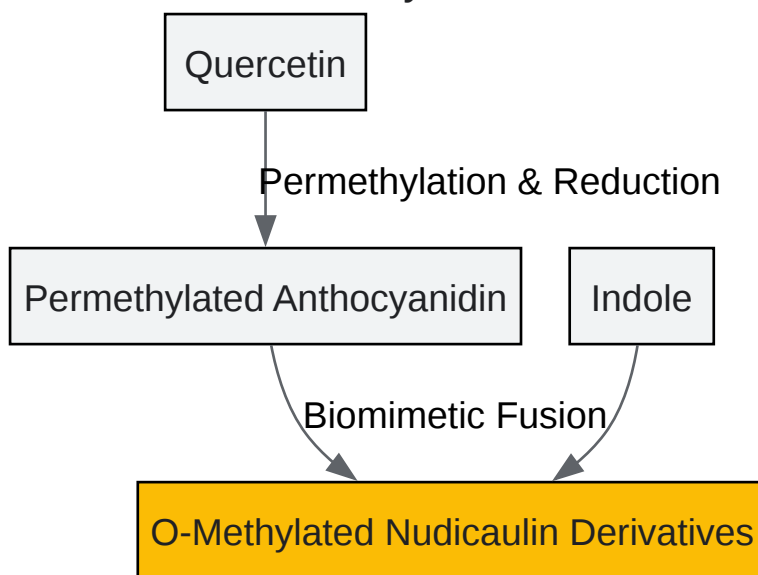 Quercetin
Permethylation & Reduction
Permethylated Anthocyanidin
Indole
Biomimetic Fusion
O-Methylated Nudicaulin Derivatives